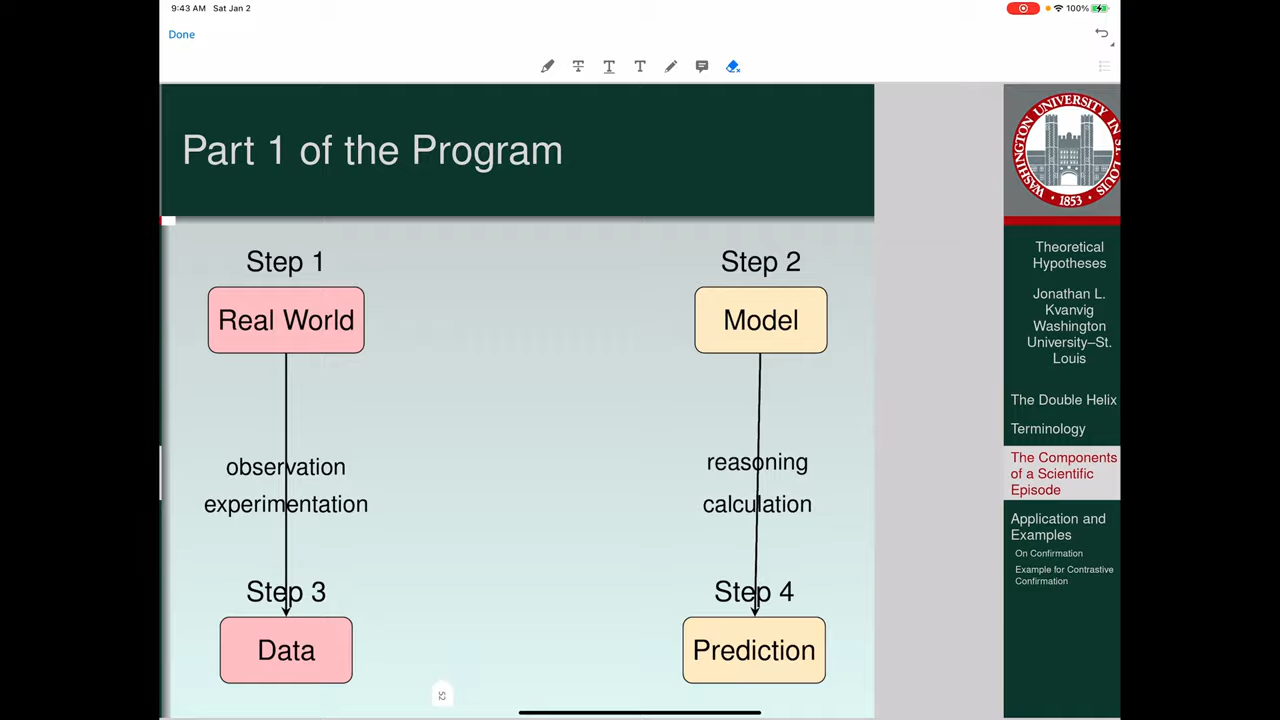 9:43 AM Sat Jan 2
100%
Done
Part 1 of the Program
WASHINGTON UNIVERSITY IN ST. LOUIS
1853
Step 1
Step 2
Real World
Model
observation
experimentation
reasoning
calculation
Step 3
Step 4
Data
Prediction
52
Theoretical
Hypotheses
Jonathan L.
Kvanvig
Washington
University–St.
Louis
The Double Helix
Terminology
The Components
of a Scientific
Episode
Application and
Examples
On Confirmation
Example for Contrastive
Confirmation